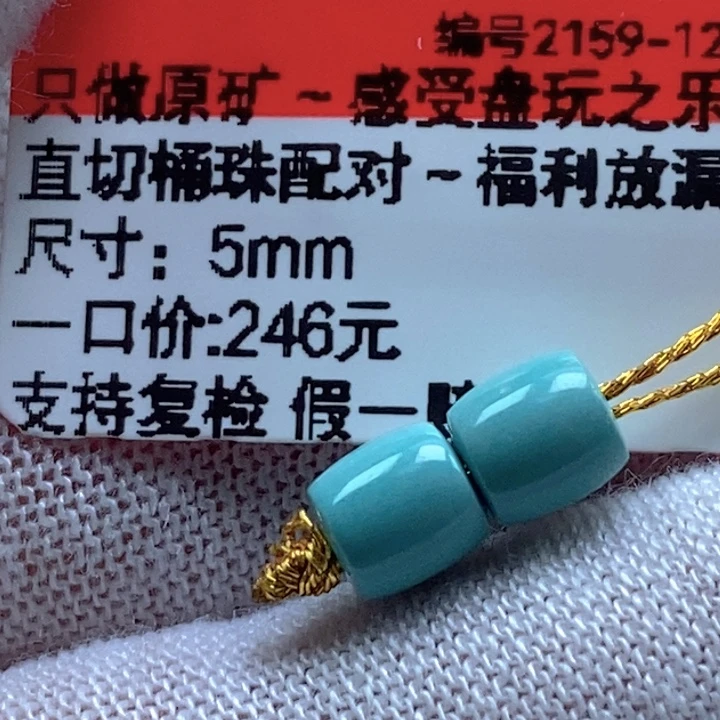 编号2159-12
只做原矿~感受盘玩之乐
直切桶珠配对~福利放漏
尺寸：5mm
一口价:246元
支持复检 假一